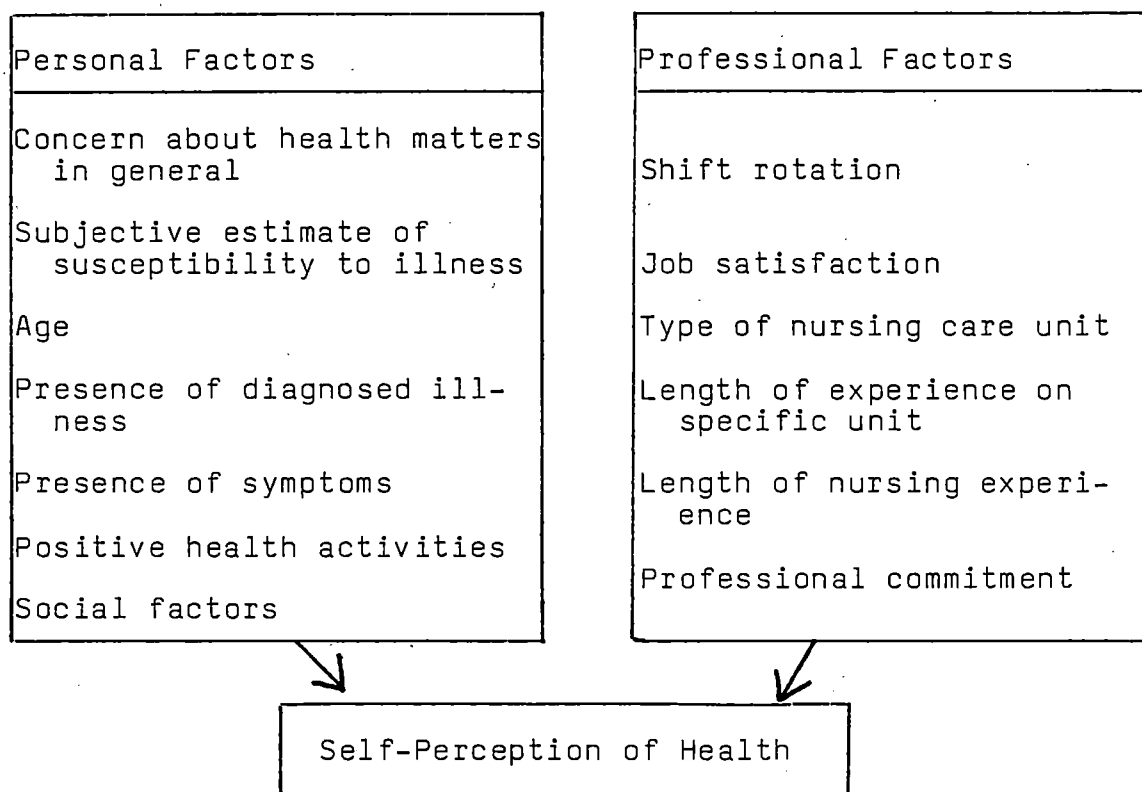 Personal Factors
Concern about health matters
in general
Subjective estimate of
susceptibility to illness
Age
Presence of diagnosed ill-
ness
Presence of symptoms
Positive health activities
Social factors
Professional Factors
Shift rotation
Job satisfaction
Type of nursing care unit
Length of experience on
specific unit
Length of nursing experi-
ence
Professional commitment
Self-Perception of Health